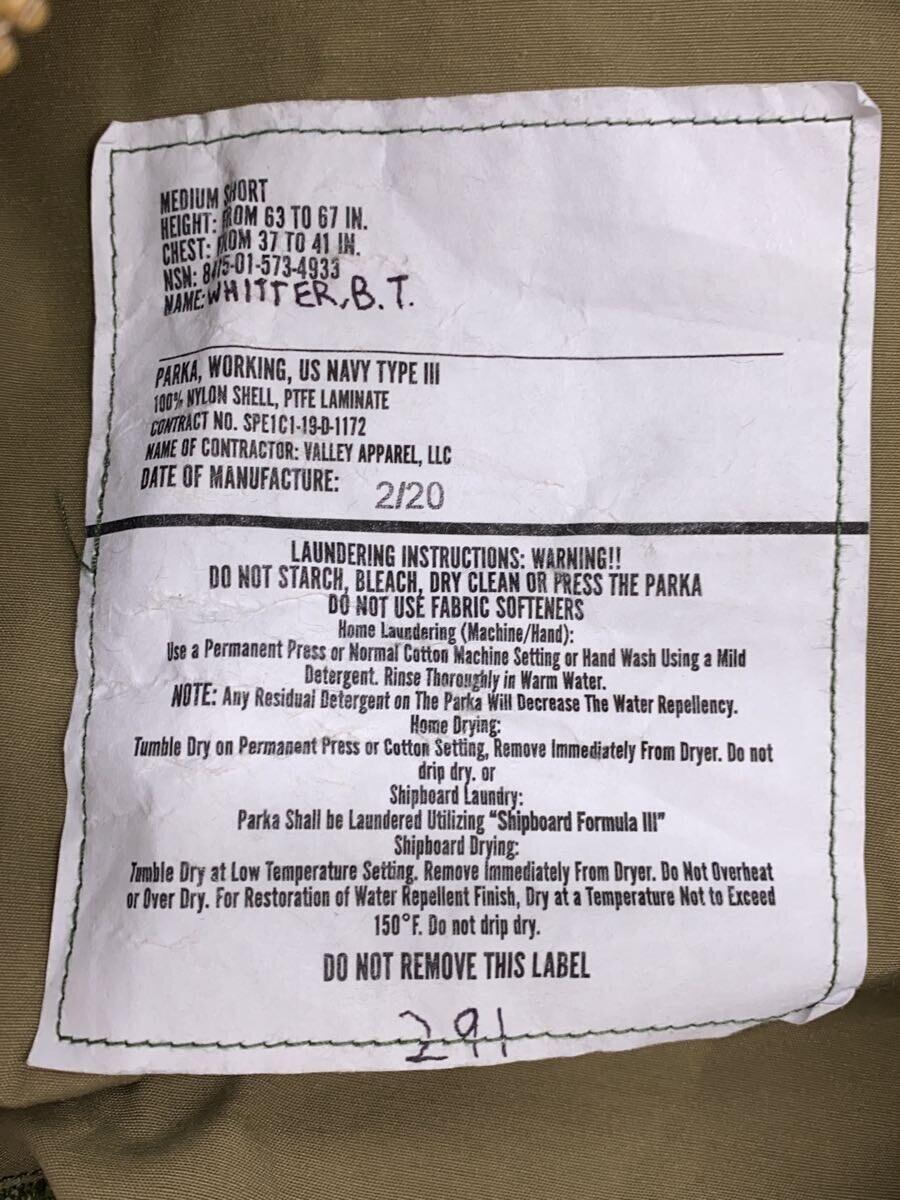 MEDIUM SHORT
HEIGHT: FROM 63 TO 67 IN.
CHEST: FROM 37 TO 41 IN.
NSN: 8415-01-573-4933
NAME: WHITTER, B.T.
PARKA, WORKING, US NAVY TYPE III
100% NYLON SHELL, PTFE LAMINATE
CONTRACT NO. SPE1C1-19-D-1172
NAME OF CONTRACTOR: VALLEY APPAREL, LLC
DATE OF MANUFACTURE: 2/20
LAUNDERING INSTRUCTIONS: WARNING!!
DO NOT STARCH, BLEACH, DRY CLEAN OR PRESS THE PARKA
DO NOT USE FABRIC SOFTENERS
Home Laundering (Machine/Hand):
Use a Permanent Press or Normal Cotton Machine Setting or Hand Wash Using a Mild
Detergent. Rinse Thoroughly in Warm Water.
NOTE: Any Residual Detergent on The Parka Will Decrease The Water Repellency.
Home Drying:
Tumble Dry on Permanent Press or Cotton Setting, Remove Immediately From Dryer. Do not
drip dry. or
Shipboard Laundry:
Parka Shall be Laundered Utilizing "Shipboard Formula III"
Shipboard Drying:
Tumble Dry at Low Temperature Setting. Remove Immediately From Dryer. Do Not Overheat
or Over Dry. For Restoration of Water Repellent Finish, Dry at a Temperature Not to Exceed
150°F. Do not drip dry.
DO NOT REMOVE THIS LABEL
291